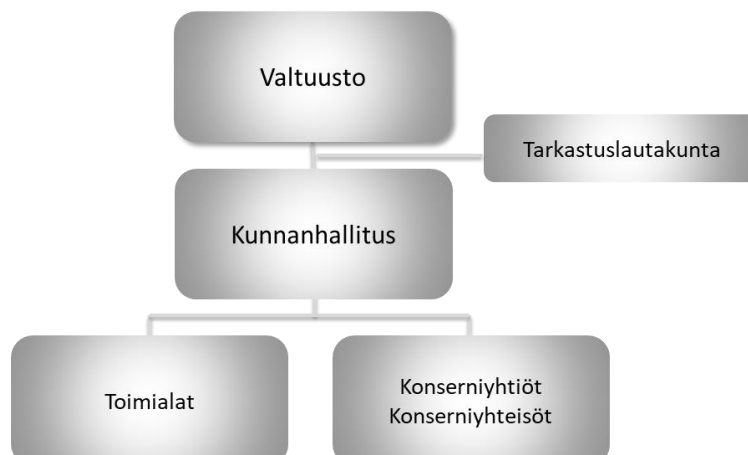 Valtuusto
Tarkastuslautakunta
Kunnanhallitus
Toimialat
Konserniyhtiöt
Konserniyhteisöt